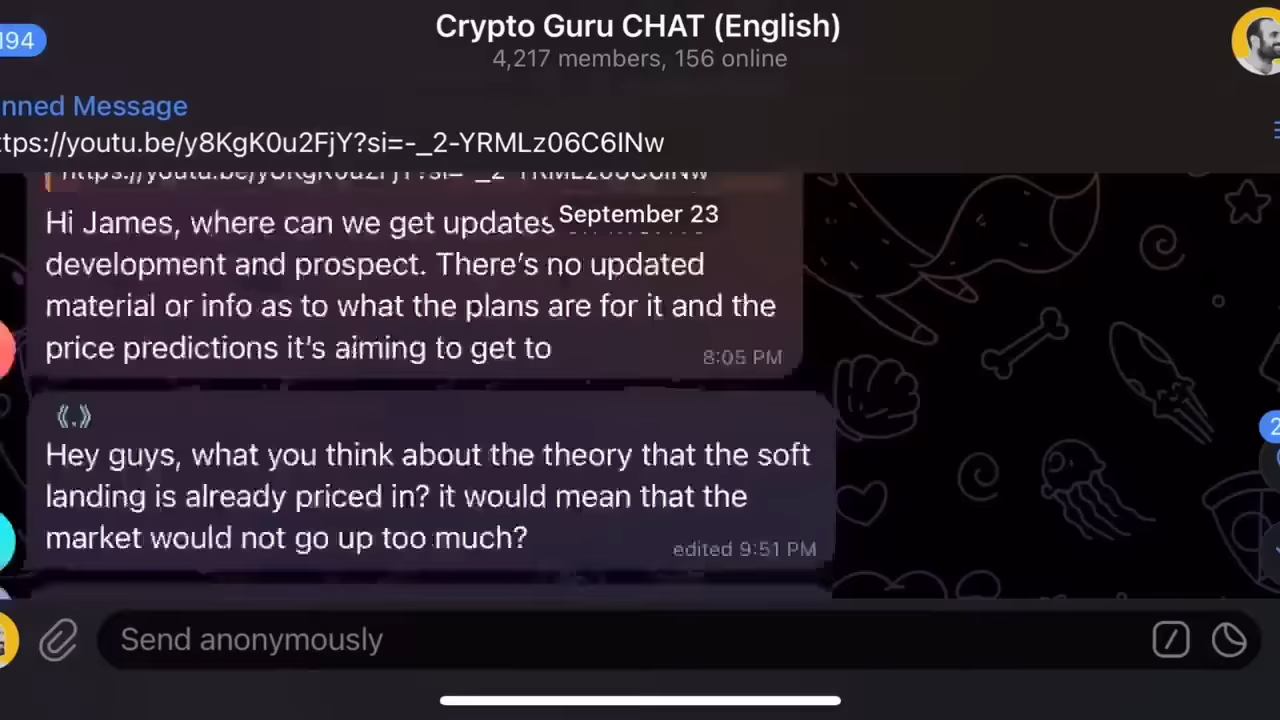 194
Crypto Guru CHAT (English)
4,217 members, 156 online
nned Message
ttps://youtu.be/y8KgK0u2FjY?si=-_2-YRMLz06C6INw
September 23
Hi James, where can we get updates
development and prospect. There's no updated
material or info as to what the plans are for it and the
price predictions it's aiming to get to
8:05 PM
《.》
Hey guys, what you think about the theory that the soft
landing is already priced in? it would mean that the
market would not go up too much?
edited 9:51 PM
2
Send anonymously